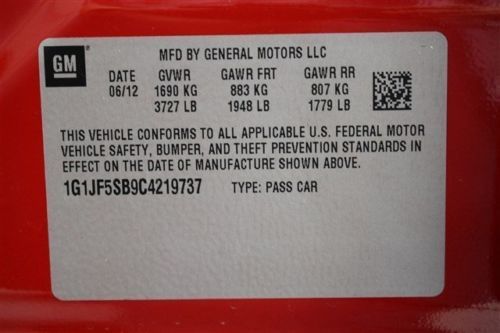 GM
MFD BY GENERAL MOTORS LLC
DATE GVWR GAWR FRT GAWR RR
06/12 1690 KG 883 KG 807 KG
3727 LB 1948 LB 1779 LB
THIS VEHICLE CONFORMS TO ALL APPLICABLE U.S. FEDERAL MOTOR
VEHICLE SAFETY, BUMPER, AND THEFT PREVENTION STANDARDS IN
EFFECT ON THE DATE OF MANUFACTURE SHOWN ABOVE.
1G1JF5SB9C4219737 TYPE: PASS CAR